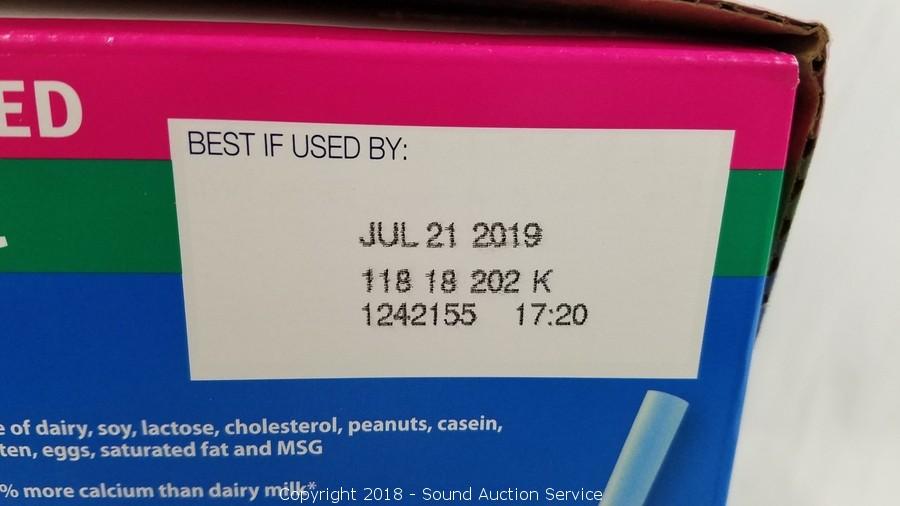 ED
BEST IF USED BY:
JUL 21 2019
118 18 202 K
1242155 17:20
e of dairy, soy, lactose, cholesterol, peanuts, casein,
ten, eggs, saturated fat and MSG
% more calcium than dairy milk*
Copyright 2018 - Sound Auction Service